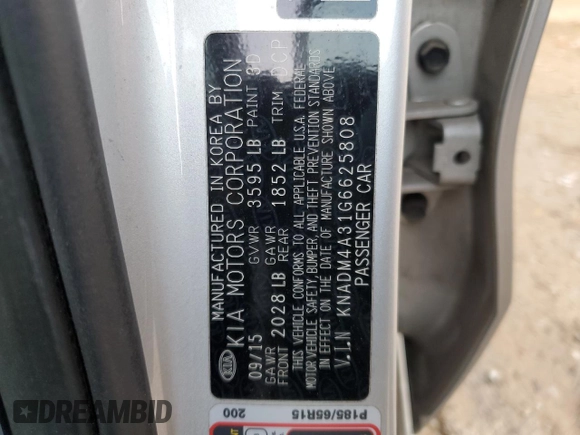 MANUFACTURED IN KOREA BY
KIA KIA MOTORS CORPORATION
09/15 GVWR 3595 LB PAINT 3D
GAWR FRONT 2028 LB GAWR REAR 1852 LB TRIM
THIS VEHICLE CONFORMS TO ALL APPLICABLE U.S.A. FEDERAL
MOTOR VEHICLE SAFETY, BUMPER, AND THEFT PREVENTION STANDARDS
IN EFFECT ON THE DATE OF MANUFACTURE SHOWN ABOVE.
V.I.N KNADM4A31G6625808
PASSENGER CAR
P185/65R15
200
DREAMBID